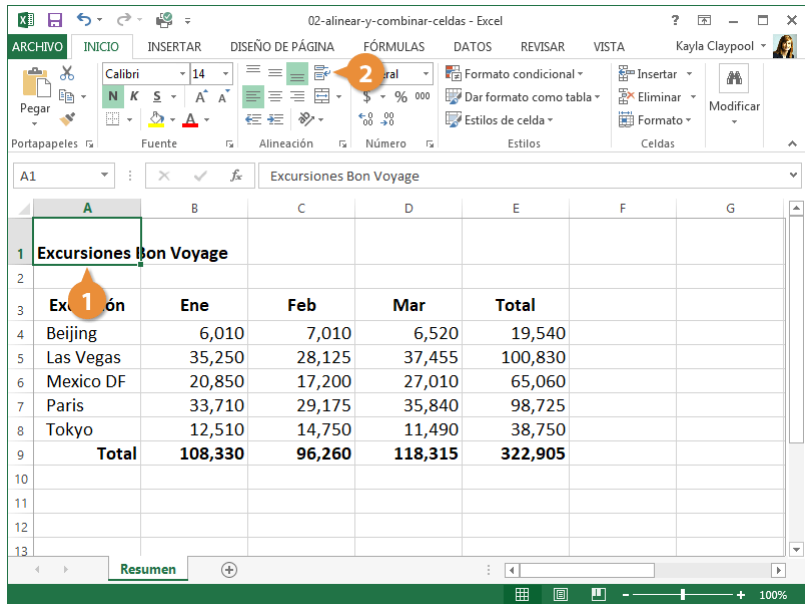 02-alinear-y-combinar-celdas - Excel ?
ARCHIVO INICIO INSERTAR DISEÑO DE PÁGINA FÓRMULAS DATOS REVISAR VISTA Kayla Claypool
Pegar Calibri 14 2 Formato condicional Insertar
N K S A A $ % 000 Dar formato como tabla Eliminar Modificar
A Estilos de celda Formato
Portapapeles Fuente Alineación Número Estilos Celdas
A1 fx Excursiones Bon Voyage
A B C D E F G
1 Excursiones Bon Voyage
2 1
3 Ene Feb Mar Total
4 Beijing 6,010 7,010 6,520 19,540
5 Las Vegas 35,250 28,125 37,455 100,830
6 Mexico DF 20,850 17,200 27,010 65,060
7 Paris 33,710 29,175 35,840 98,725
8 Tokyo 12,510 14,750 11,490 38,750
9 Total 108,330 96,260 118,315 322,905
10
11
12
13
Resumen
100%